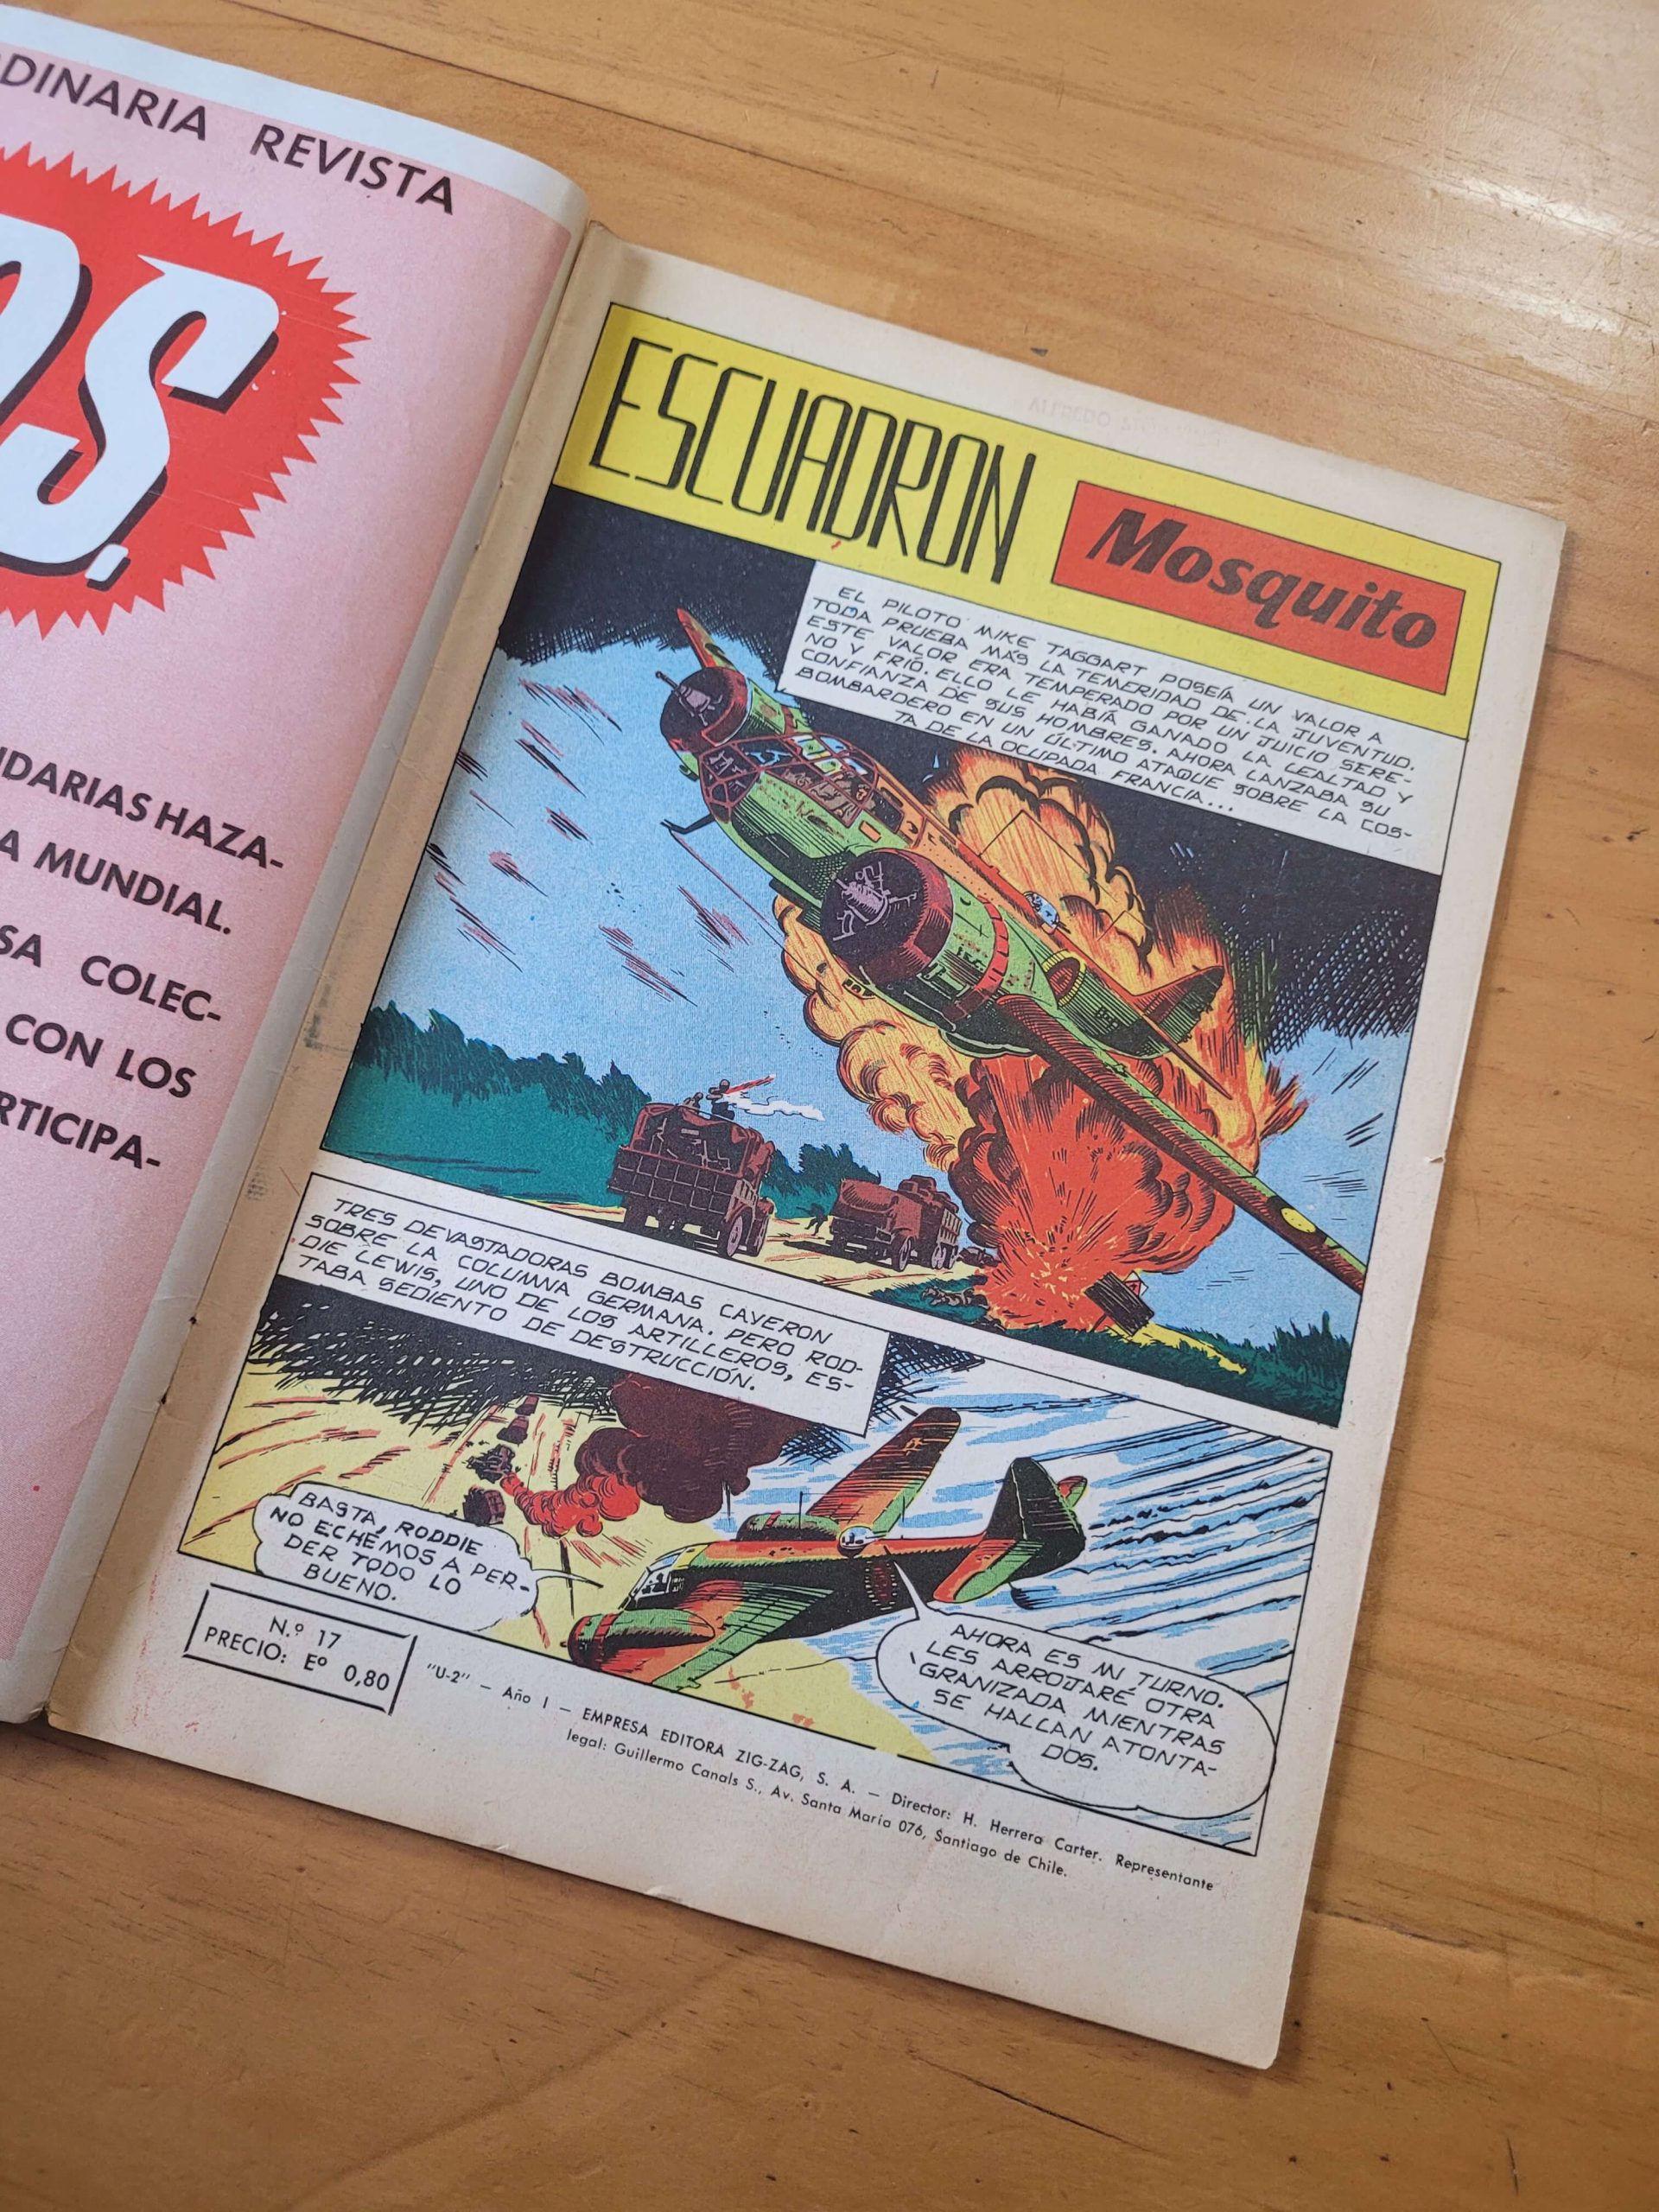 DINARIA REVISTA
OS.
DARIAS HAZA-
A MUNDIAL.
SA COLEC-
CON LOS
RTICIPA-
ESCUADRON
Mosquito
EL PILOTO MIKE TAGGART POSEÍA UN VALOR A
TODA PRUEBA MÁS LA TEMERIDAD DE LA JUVENTUD.
ESTE VALOR ERA TEMPERADO POR UN JUICIO SERE-
NO Y FRÍO. ELLO LE HABÍA GANADO LA LEALTAD Y
CONFIANZA DE SUS HOMBRES. AHORA LANZABA SU
BOMBARDERO EN UN ÚLTIMO ATAQUE SOBRE LA COS-
TA DE LA OCUPADA FRANCIA...
TRES DEVASTADORAS BOMBAS CAYERON
SOBRE LA COLUMNA GERMANA. PERO ROD-
DIE LEWIS, UNO DE LOS ARTILLEROS, ES-
TABA SEDIENTO DE DESTRUCCIÓN.
BASTA, RODDIE
NO ECHEMOS A PER-
DER TODO LO
BUENO.
AHORA ES MI TURNO.
LES ARROJARÉ OTRA
GRANIZADA MIENTRAS
SE HALLAN ATONTA-
DOS.
N.º 17
PRECIO: Eº 0,80
"U-2" — Año I — EMPRESA EDITORA ZIG-ZAG, S. A. — Director: H. Herrera Carter. Representante
legal: Guillermo Canals S., Av. Santa María 076, Santiago de Chile.